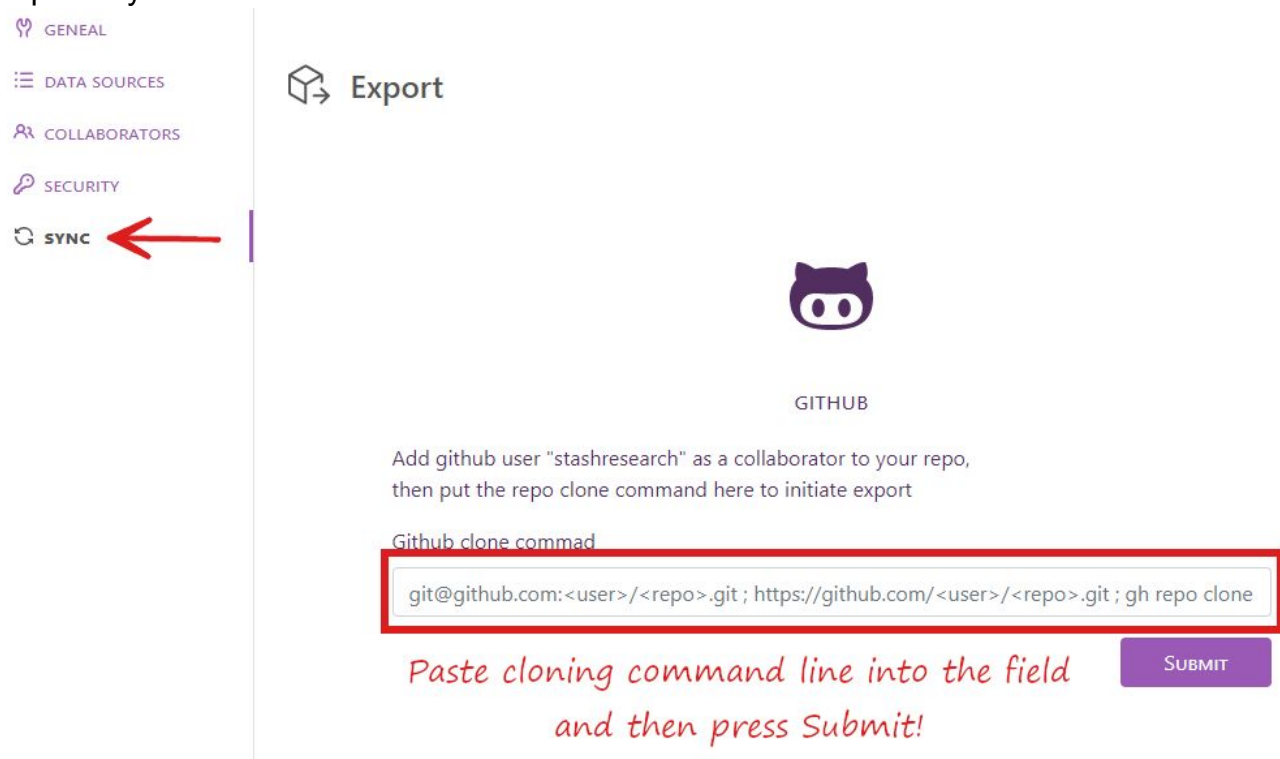 GENEAL
DATA SOURCES
COLLABORATORS
SECURITY
SYNC
Export
GITHUB
Add github user "stashresearch" as a collaborator to your repo,
then put the repo clone command here to initiate export
Github clone commad
git@github.com:<user>/<repo>.git ; https://github.com/<user>/<repo>.git ; gh repo clone
Paste cloning command line into the field
and then press Submit!
SUBMIT